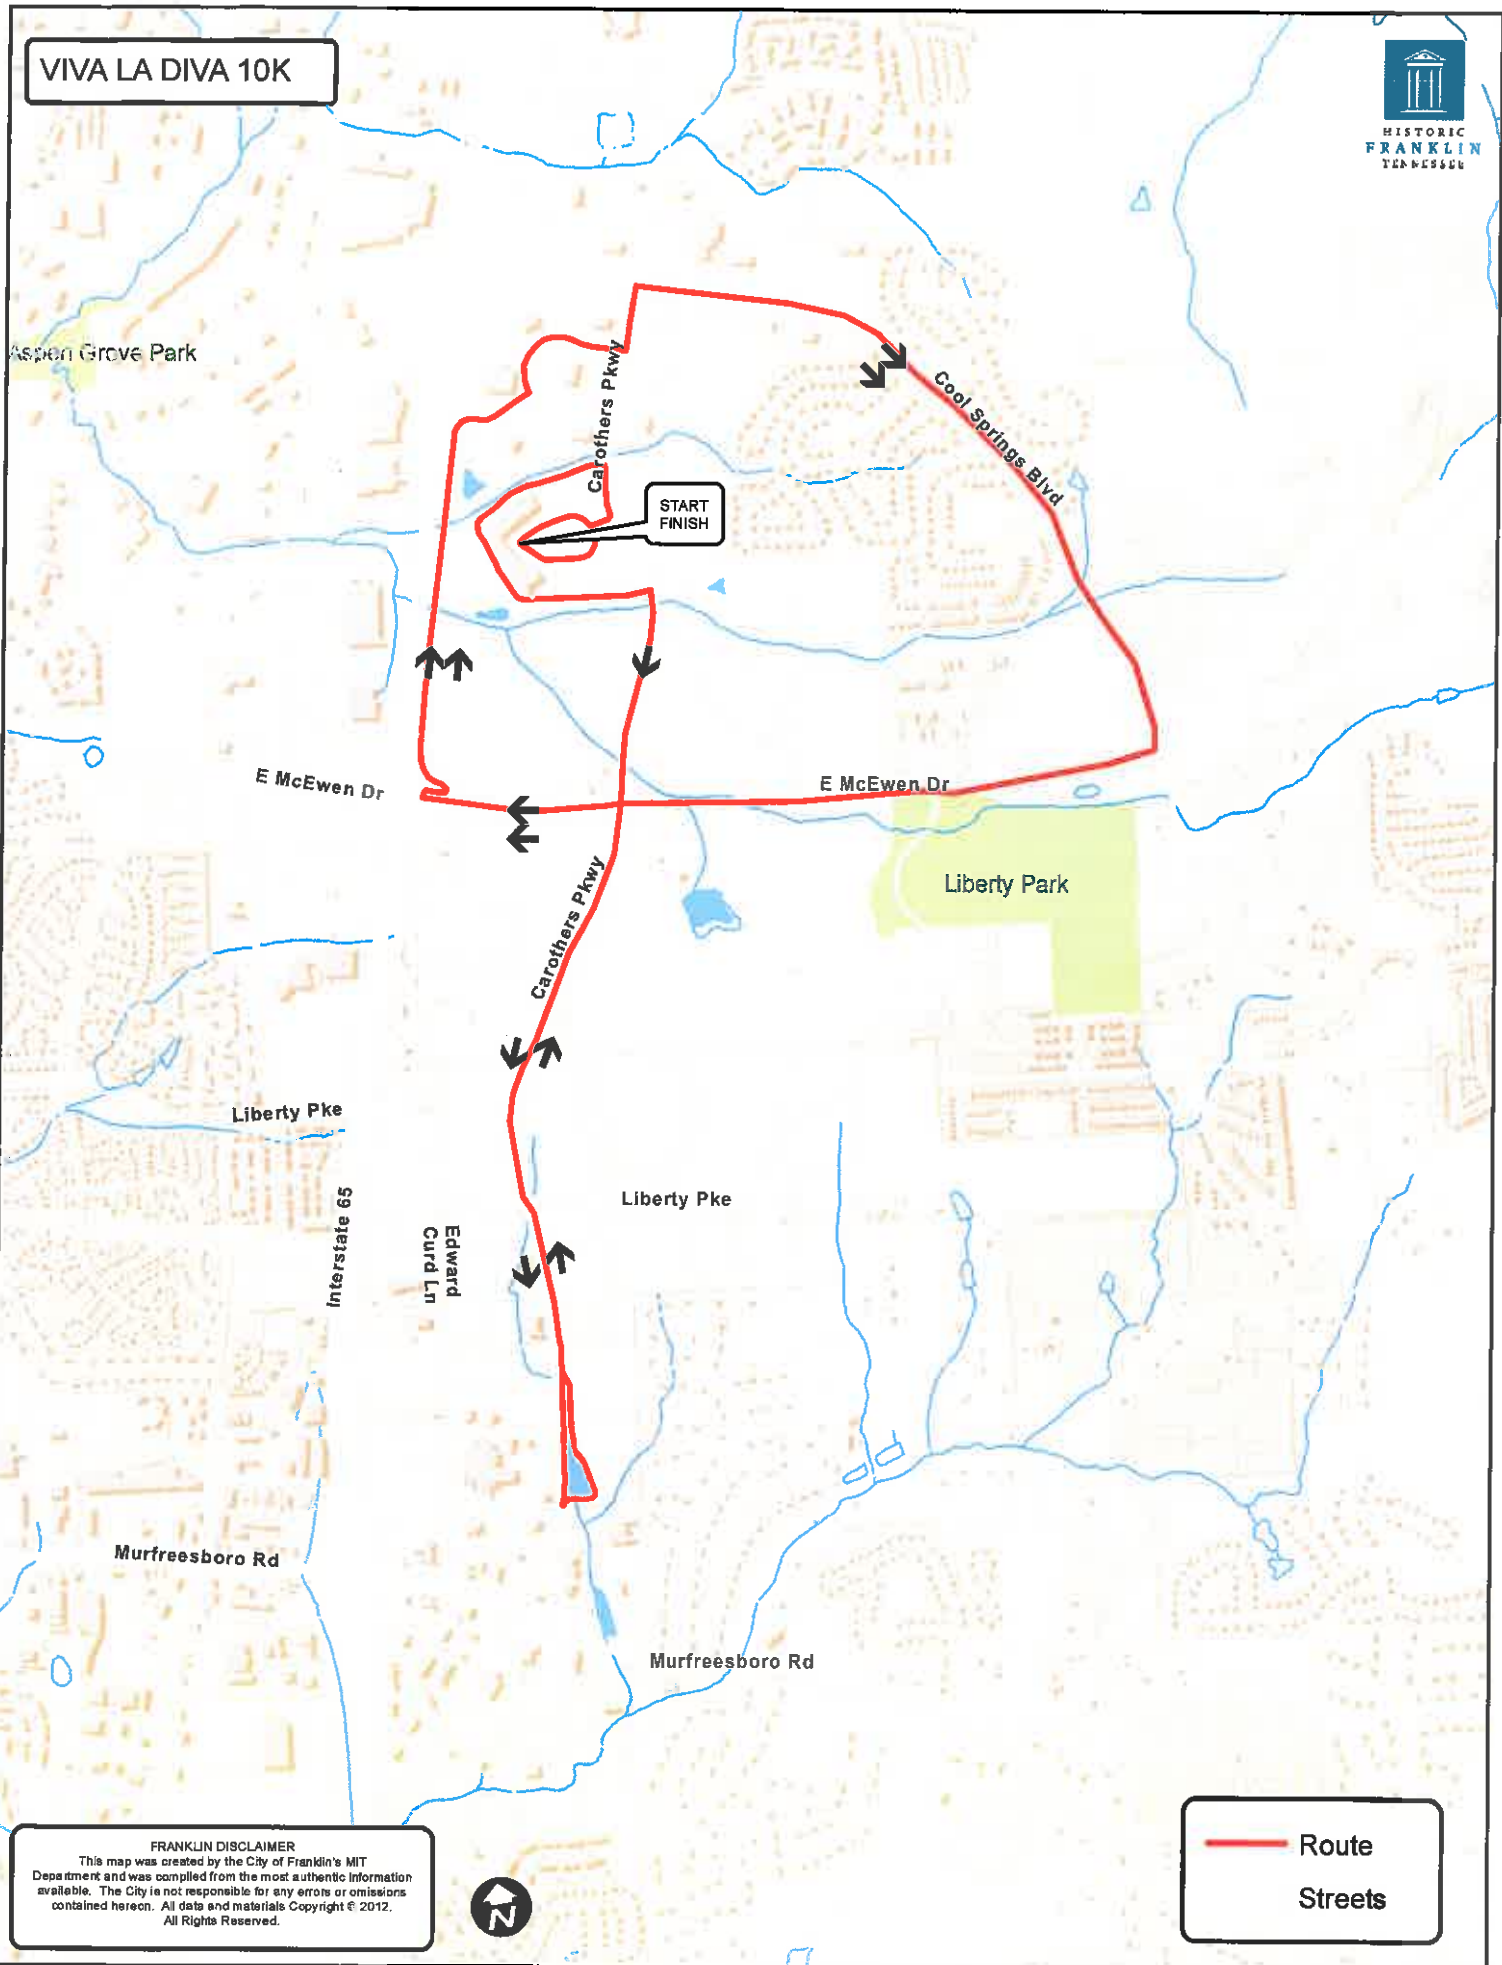 VIVA LA DIVA 10K
HISTORIC
FRANKLIN
TENNESSEE
Aspen Grove Park
Carothers Pkwy
Cool Springs Blvd
START
FINISH
E McEwen Dr
E McEwen Dr
Liberty Park
Carothers Pkwy
Liberty Pke
Liberty Pke
Interstate 65
Edward
Curd Ln
Murfreesboro Rd
Murfreesboro Rd
FRANKLIN DISCLAIMER
This map was created by the City of Franklin's MIT
Department and was compiled from the most authentic information
available. The City is not responsible for any errors or omissions
contained hereon. All data and materials Copyright © 2012.
All Rights Reserved.
N
Route
Streets